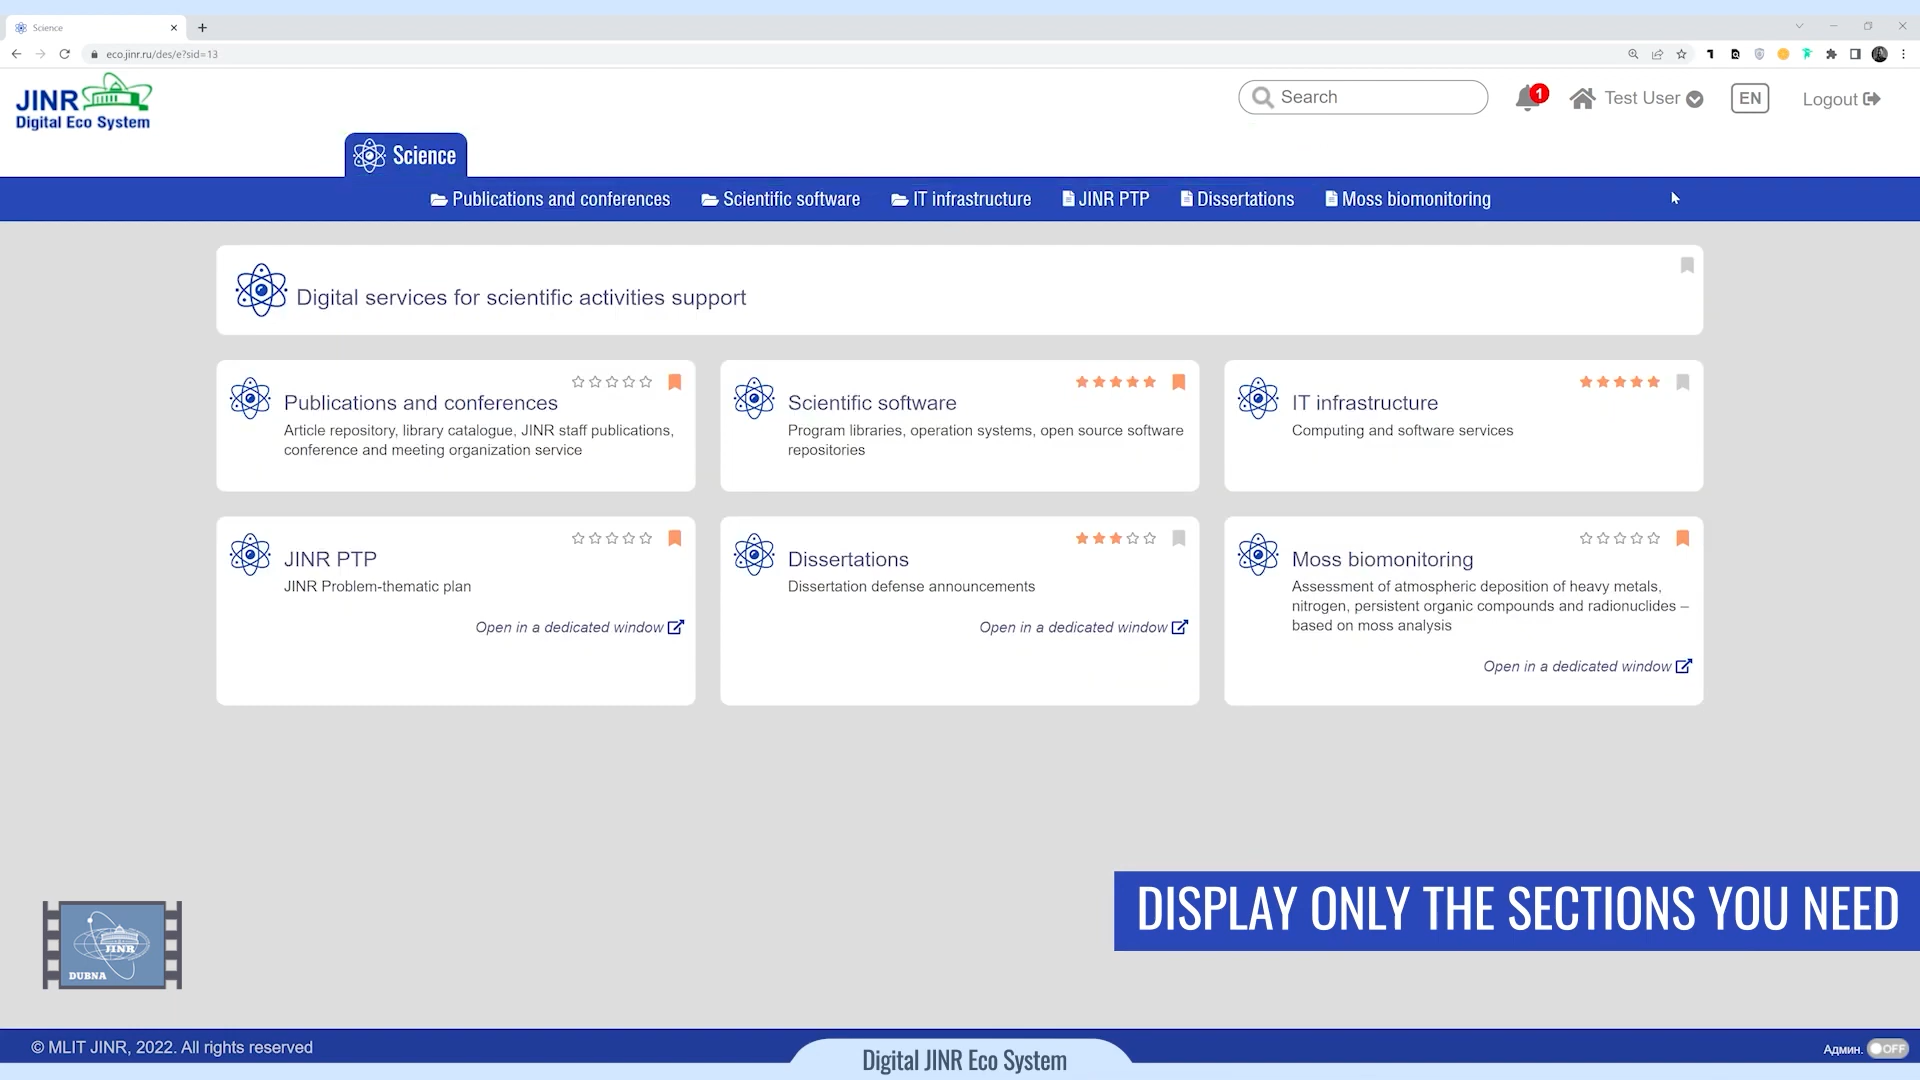 Science
eco.jinr.ru/des/e?sid=13
JINR
Digital Eco System
Search
1
Test User
EN
Logout
Science
Publications and conferences
Scientific software
IT infrastructure
JINR PTP
Dissertations
Moss biomonitoring
Digital services for scientific activities support
Publications and conferences
Article repository, library catalogue, JINR staff publications,
conference and meeting organization service
Scientific software
Program libraries, operation systems, open source software
repositories
IT infrastructure
Computing and software services
JINR PTP
JINR Problem-thematic plan
Open in a dedicated window
Dissertations
Dissertation defense announcements
Open in a dedicated window
Moss biomonitoring
Assessment of atmospheric deposition of heavy metals,
nitrogen, persistent organic compounds and radionuclides –
based on moss analysis
Open in a dedicated window
DISPLAY ONLY THE SECTIONS YOU NEED
JINR
DUBNA
© MLIT JINR, 2022. All rights reserved
Digital JINR Eco System
Админ.
OFF